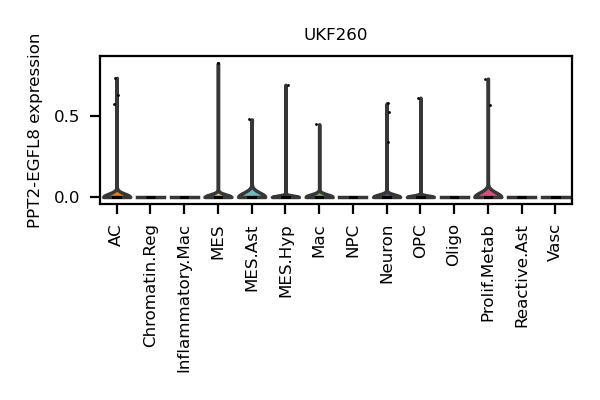 UKF260
PPT2-EGFL8 expression
0.5
0.0
AC
Chromatin.Reg
Inflammatory.Mac
MES
MES.Ast
MES.Hyp
Mac
NPC
Neuron
OPC
Oligo
Prolif.Metab
Reactive.Ast
Vasc